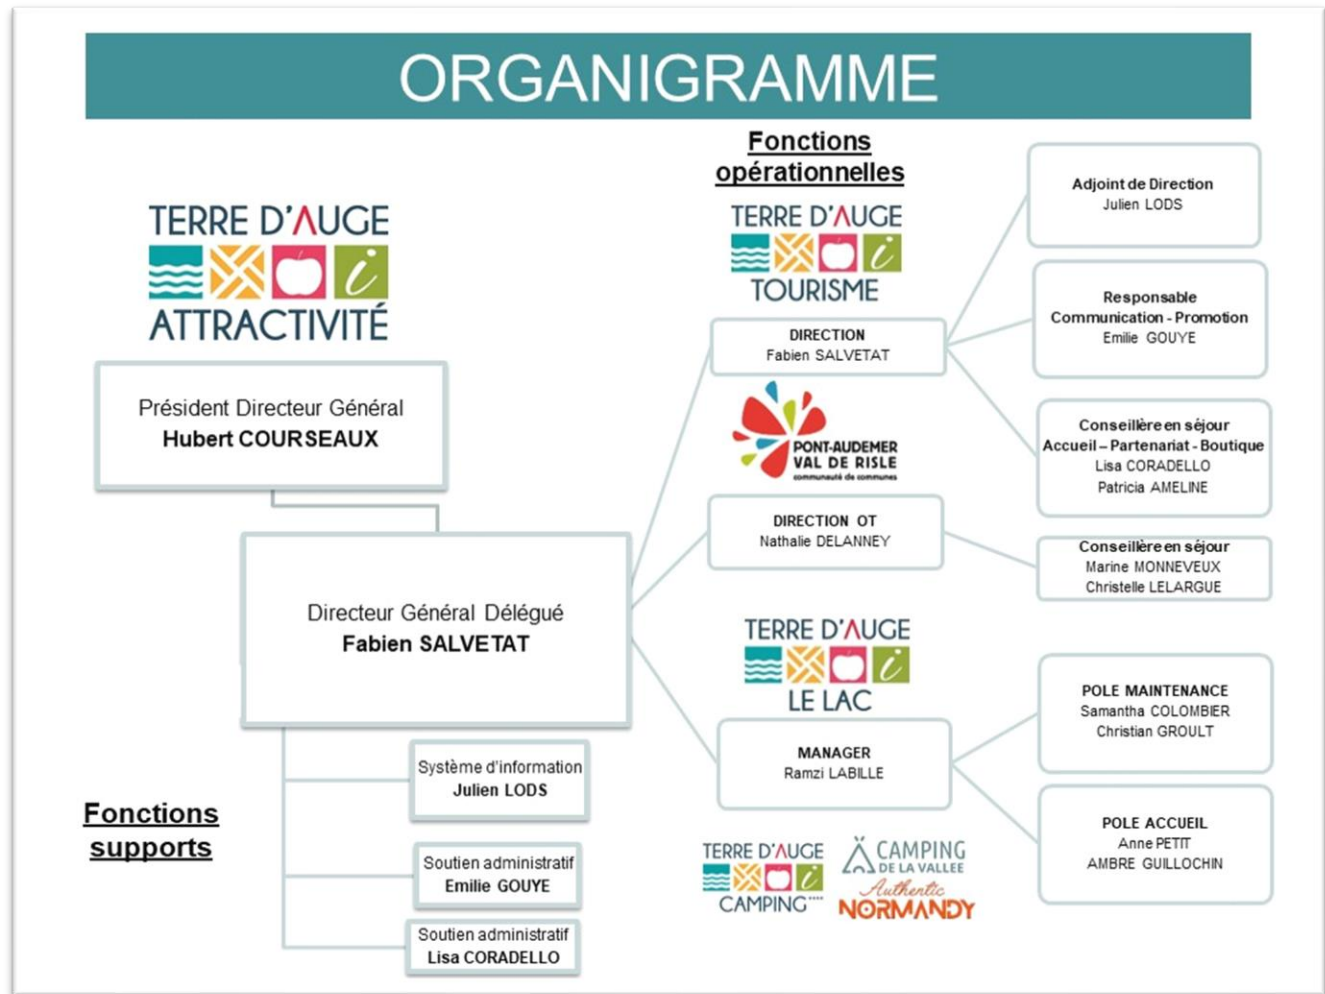 ORGANIGRAMME
TERRE D'AUGE
ATTRACTIVITÉ
Président Directeur Général
Hubert COURSEAUX
Directeur Général Délégué
Fabien SALVETAT
Fonctions
supports
Système d'information
Julien LODS
Soutien administratif
Emilie GOUYE
Soutien administratif
Lisa CORADELLO
Fonctions
opérationnelles
TERRE D'AUGE
TOURISME
DIRECTION
Fabien SALVETAT
Adjoint de Direction
Julien LODS
Responsable
Communication - Promotion
Emilie GOUYE
Conseillère en séjour
Accueil – Partenariat - Boutique
Lisa CORADELLO
Patricia AMELINE
PONT-AUDEMER
VAL DE RISLE
communauté de communes
DIRECTION OT
Nathalie DELANNEY
Conseillère en séjour
Marine MONNEVEUX
Christelle LELARGUE
TERRE D'AUGE
LE LAC
MANAGER
Ramzi LABILLE
POLE MAINTENANCE
Samantha COLOMBIER
Christian GROULT
POLE ACCUEIL
Anne PETIT
AMBRE GUILLOCHIN
TERRE D'AUGE
CAMPING****
CAMPING
DE LA VALLEE
Authentic
NORMANDY